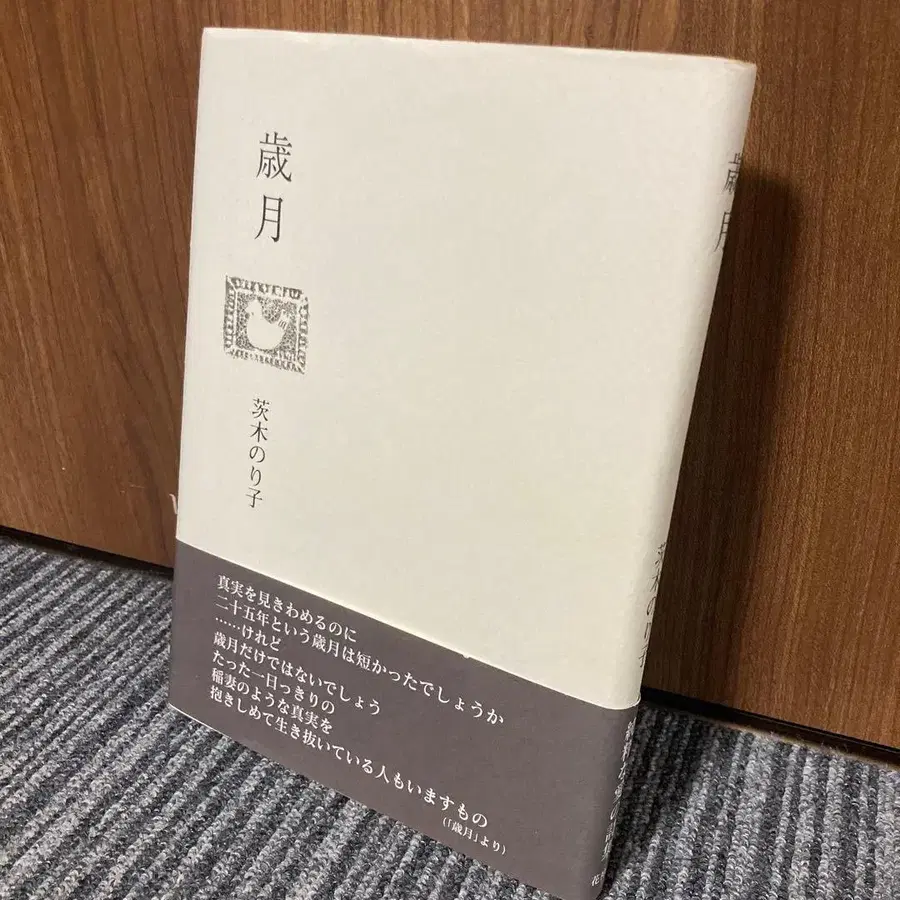 歳月
茨木のり子
真実を見きわめるのに
二十五年という歳月は短かったでしょうか
……けれど
歳月だけではないでしょう
たった一日っきりの
稲妻のような真実を
抱きしめて生き抜いている人もいますもの
(「歳月」より)
歳月
茨木のり子